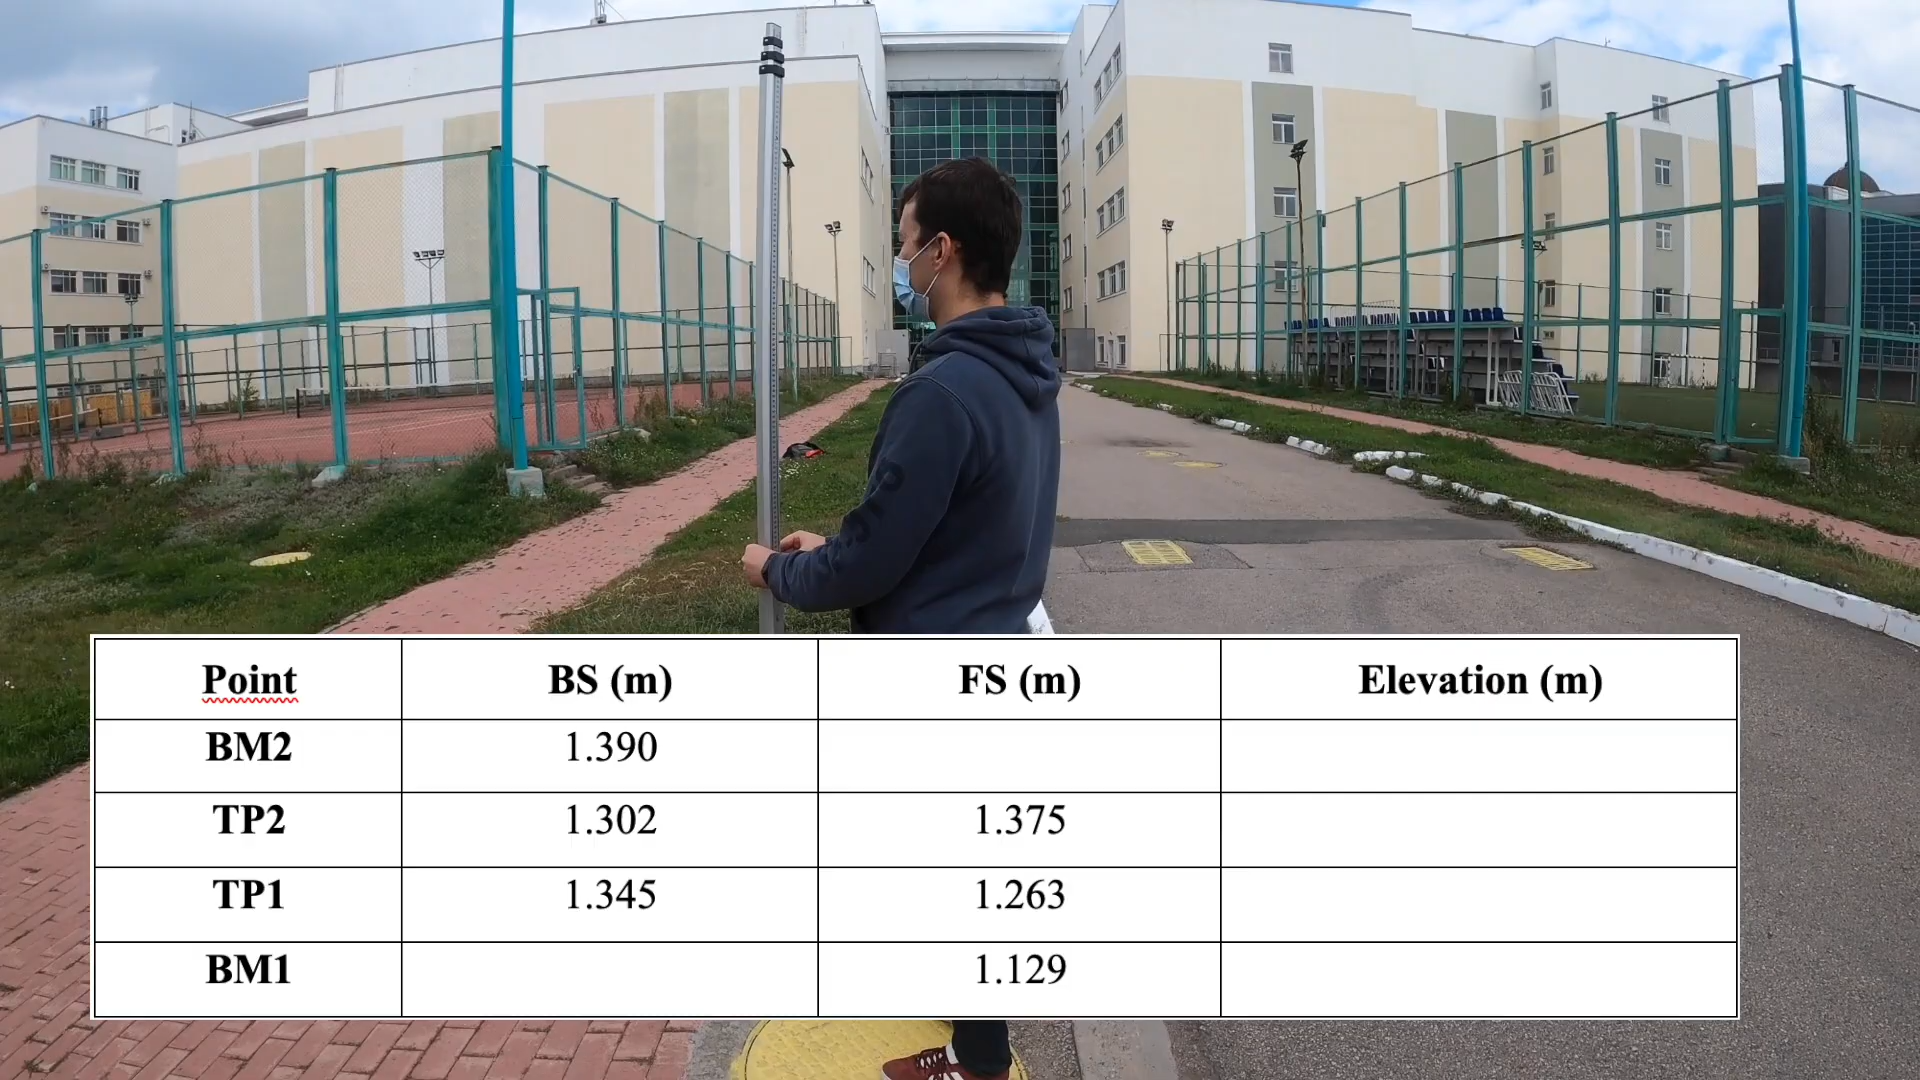 Point BS (m) FS (m) Elevation (m)
BM2 1.390
TP2 1.302 1.375
TP1 1.345 1.263
BM1 1.129